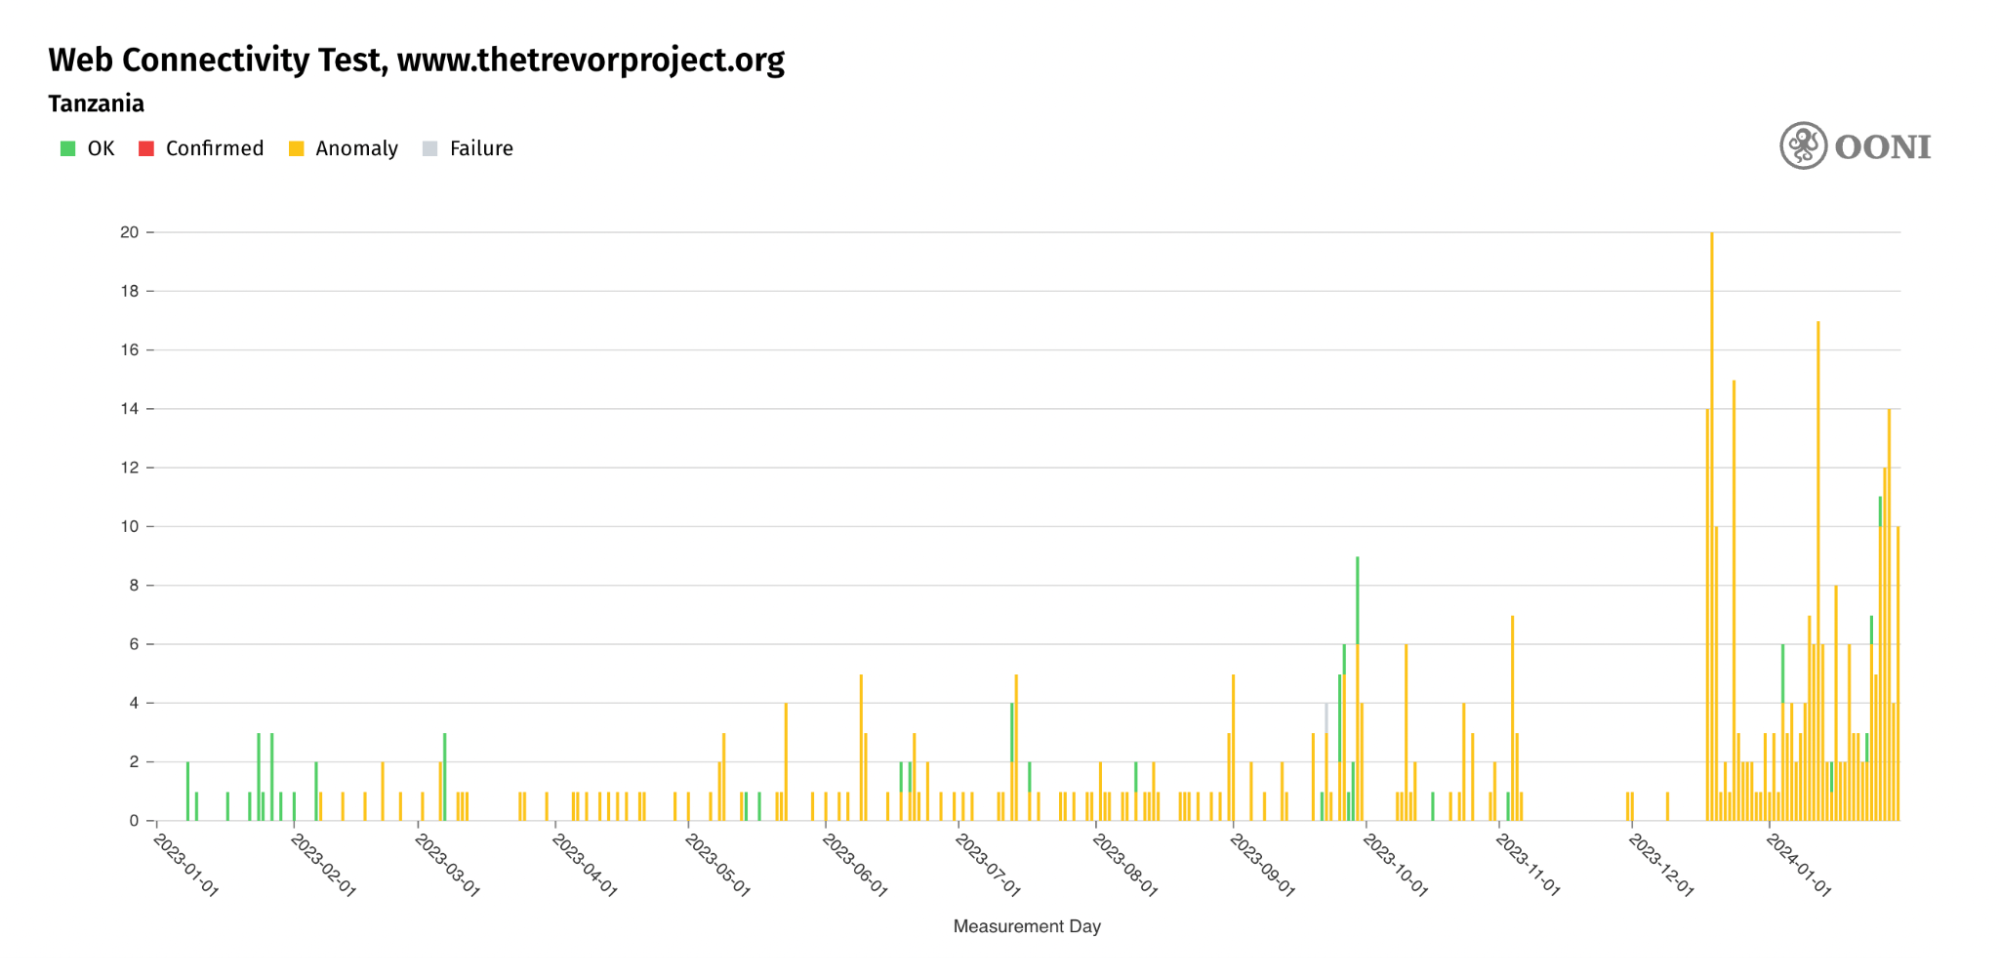 Web Connectivity Test, www.thetrevorproject.org
Tanzania
OK Confirmed Anomaly Failure
OONI
20
18
16
14
12
10
8
6
4
2
0
2023-01-01 2023-02-01 2023-03-01 2023-04-01 2023-05-01 2023-06-01 2023-07-01 2023-08-01 2023-09-01 2023-10-01 2023-11-01 2023-12-01 2024-01-01
Measurement Day